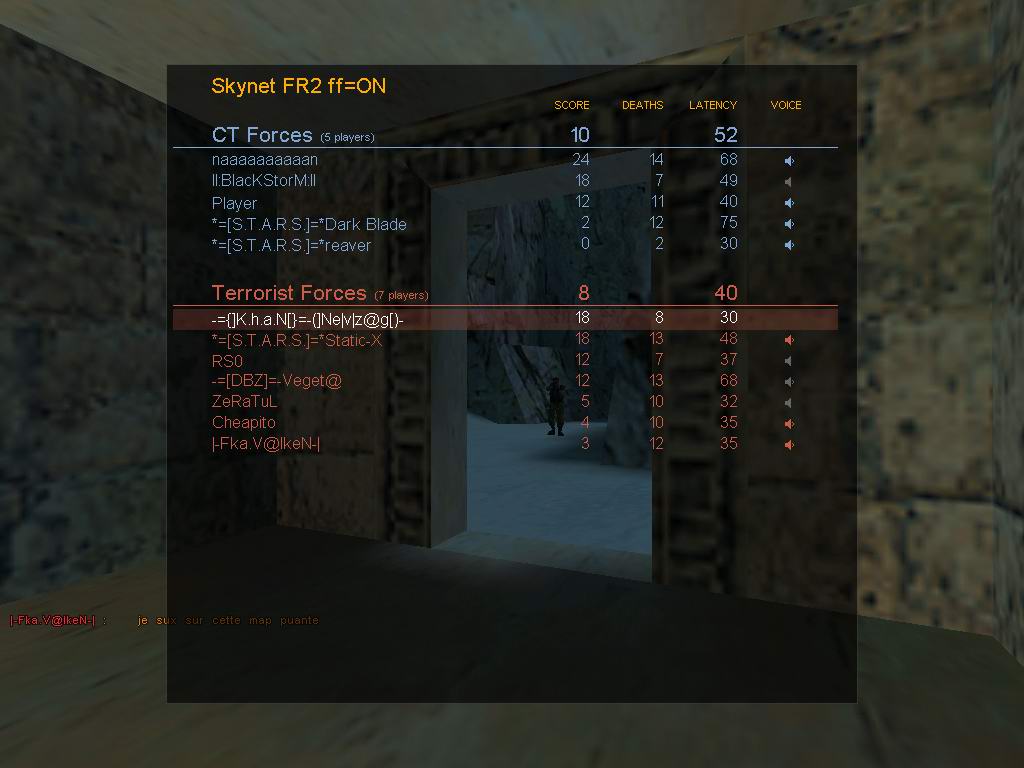 Skynet FR2 ff=ON
SCORE DEATHS LATENCY VOICE
CT Forces (5 players) 10 52
naaaaaaaaaan 24 14 68
ll:BlacKStorM:ll 18 7 49
Player 12 11 40
*=[S.T.A.R.S.]=*Dark Blade 2 12 75
*=[S.T.A.R.S.]=*reaver 0 2 30
Terrorist Forces (7 players) 8 40
-={]K.h.a.N[}=-(]Ne|v|z@g[)- 18 8 30
*=[S.T.A.R.S.]=*Static-X 18 13 48
RS0 12 7 37
-=[DBZ]=-Veget@ 12 13 68
ZeRaTuL 5 10 32
Cheapito 4 10 35
|-Fka.V@lkeN-| 3 12 35
|-Fka.V@lkeN-| : je sux sur cette map puante